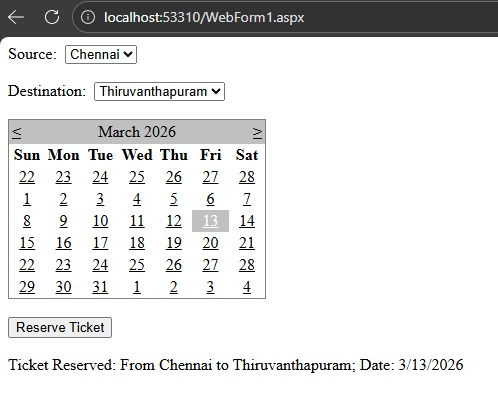 localhost:53310/WebForm1.aspx
Source: Chennai
Destination: Thiruvanthapuram
< March 2026 >
Sun Mon Tue Wed Thu Fri Sat
22 23 24 25 26 27 28
1 2 3 4 5 6 7
8 9 10 11 12 13 14
15 16 17 18 19 20 21
22 23 24 25 26 27 28
29 30 31 1 2 3 4
Reserve Ticket
Ticket Reserved: From Chennai to Thiruvanthapuram; Date: 3/13/2026